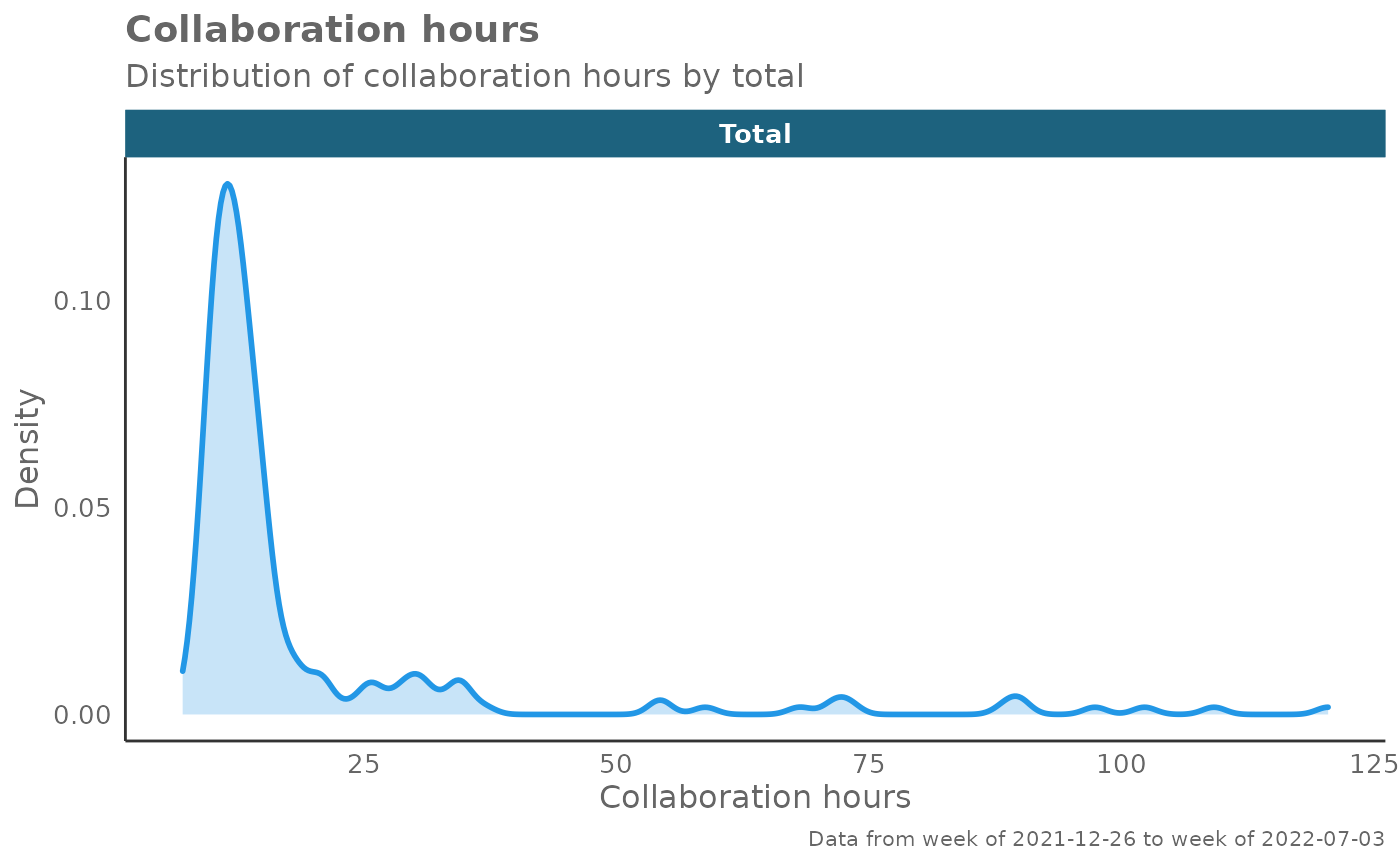 Collaboration hours
Distribution of collaboration hours by total
Total
0.10
0.05
0.00
Density
25 50 75 100 125
Collaboration hours
Data from week of 2021-12-26 to week of 2022-07-03